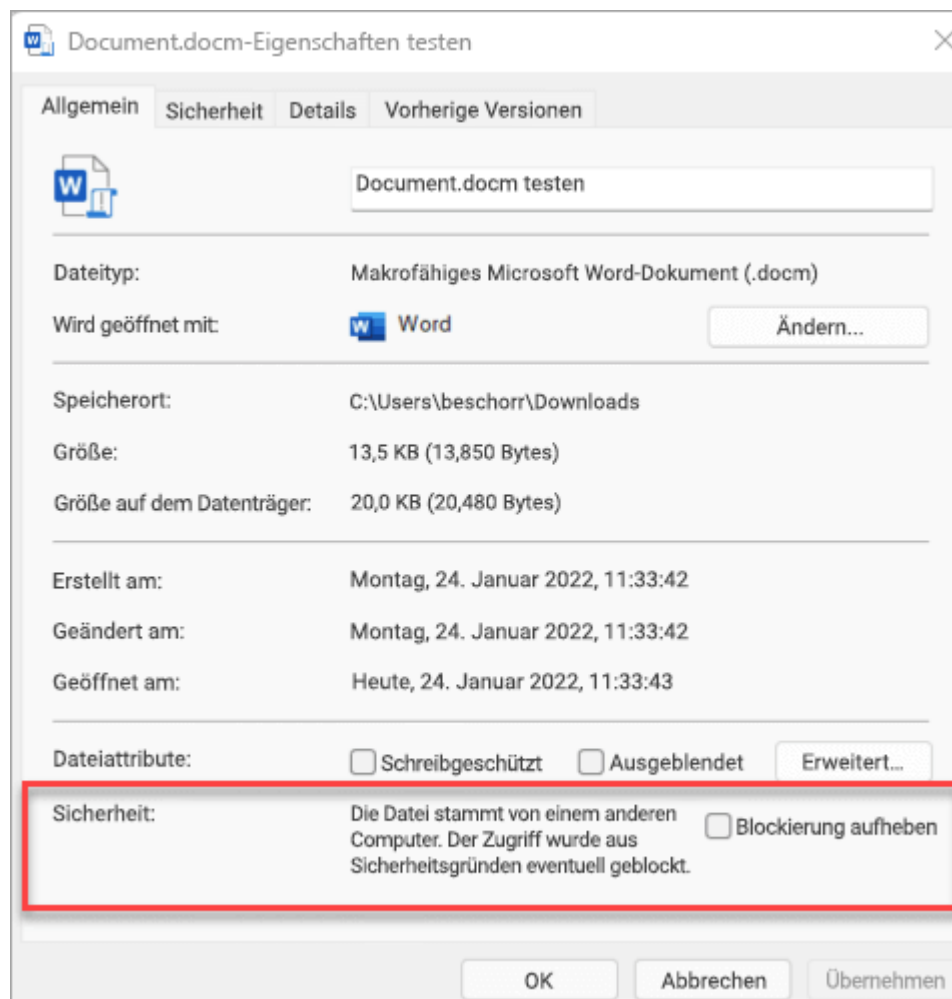 Document.docm-Eigenschaften testen
Allgemein Sicherheit Details Vorherige Versionen
Document.docm testen
Dateityp: Makrofähiges Microsoft Word-Dokument (.docm)
Wird geöffnet mit: Word Ändern...
Speicherort: C:\Users\beschorr\Downloads
Größe: 13,5 KB (13,850 Bytes)
Größe auf dem Datenträger: 20,0 KB (20,480 Bytes)
Erstellt am: Montag, 24. Januar 2022, 11:33:42
Geändert am: Montag, 24. Januar 2022, 11:33:42
Geöffnet am: Heute, 24. Januar 2022, 11:33:43
Dateiattribute: Schreibgeschützt Ausgeblendet Erweitert...
Sicherheit: Die Datei stammt von einem anderen
Computer. Der Zugriff wurde aus
Sicherheitsgründen eventuell geblockt.
Blockierung aufheben
OK Abbrechen Übernehmen